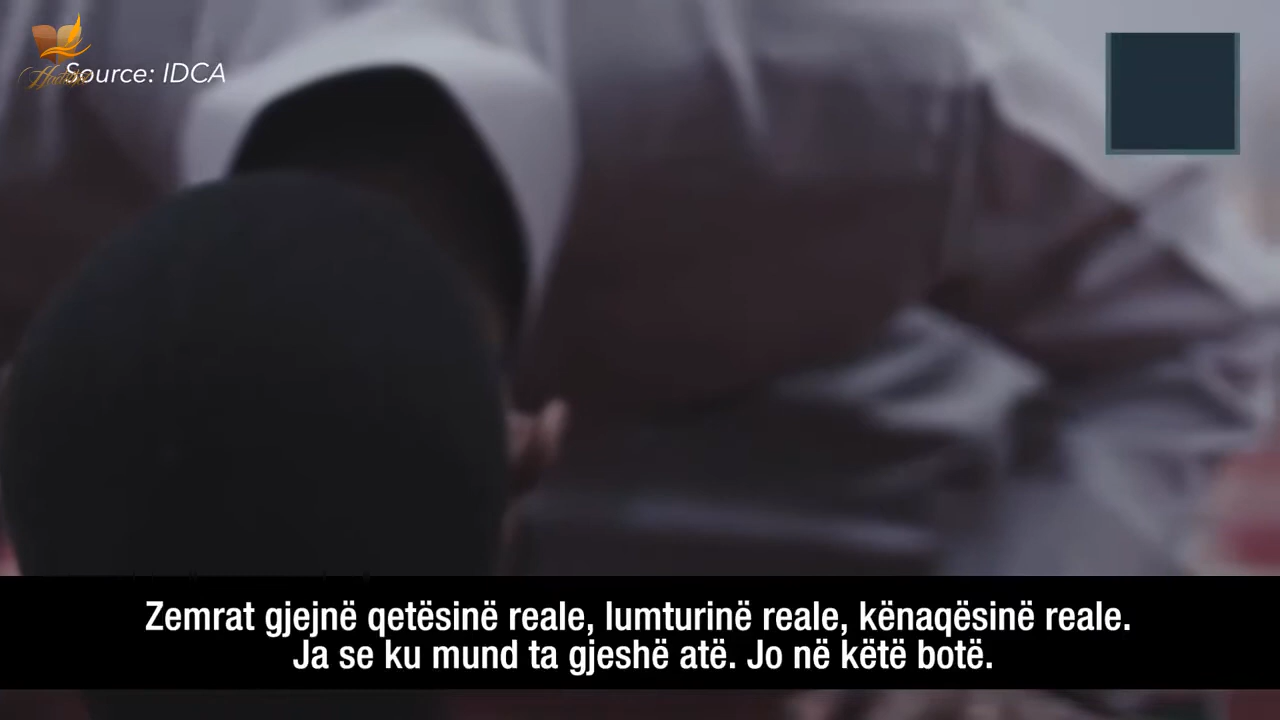 Source: IDCA
Zemrat gjejnë qetësinë reale, lumturinë reale, kënaqësinë reale.
Ja se ku mund ta gjeshë atë. Jo në këtë botë.